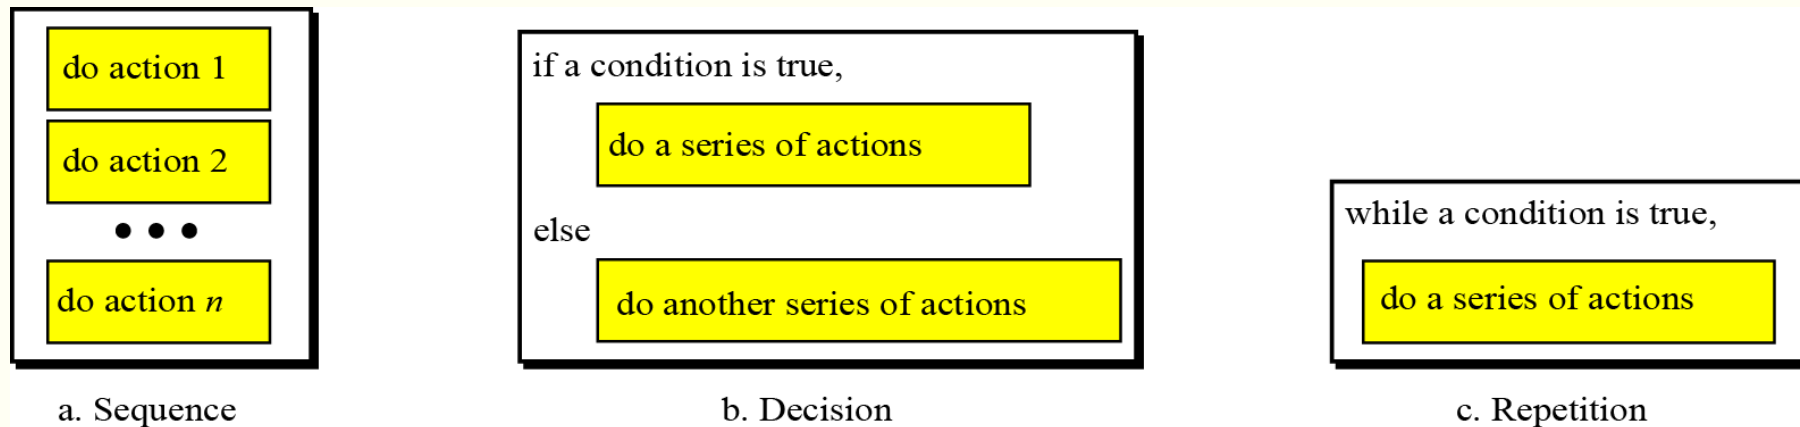 do action 1
do action 2
• • •
do action n
a. Sequence
if a condition is true,
do a series of actions
else
do another series of actions
b. Decision
while a condition is true,
do a series of actions
c. Repetition